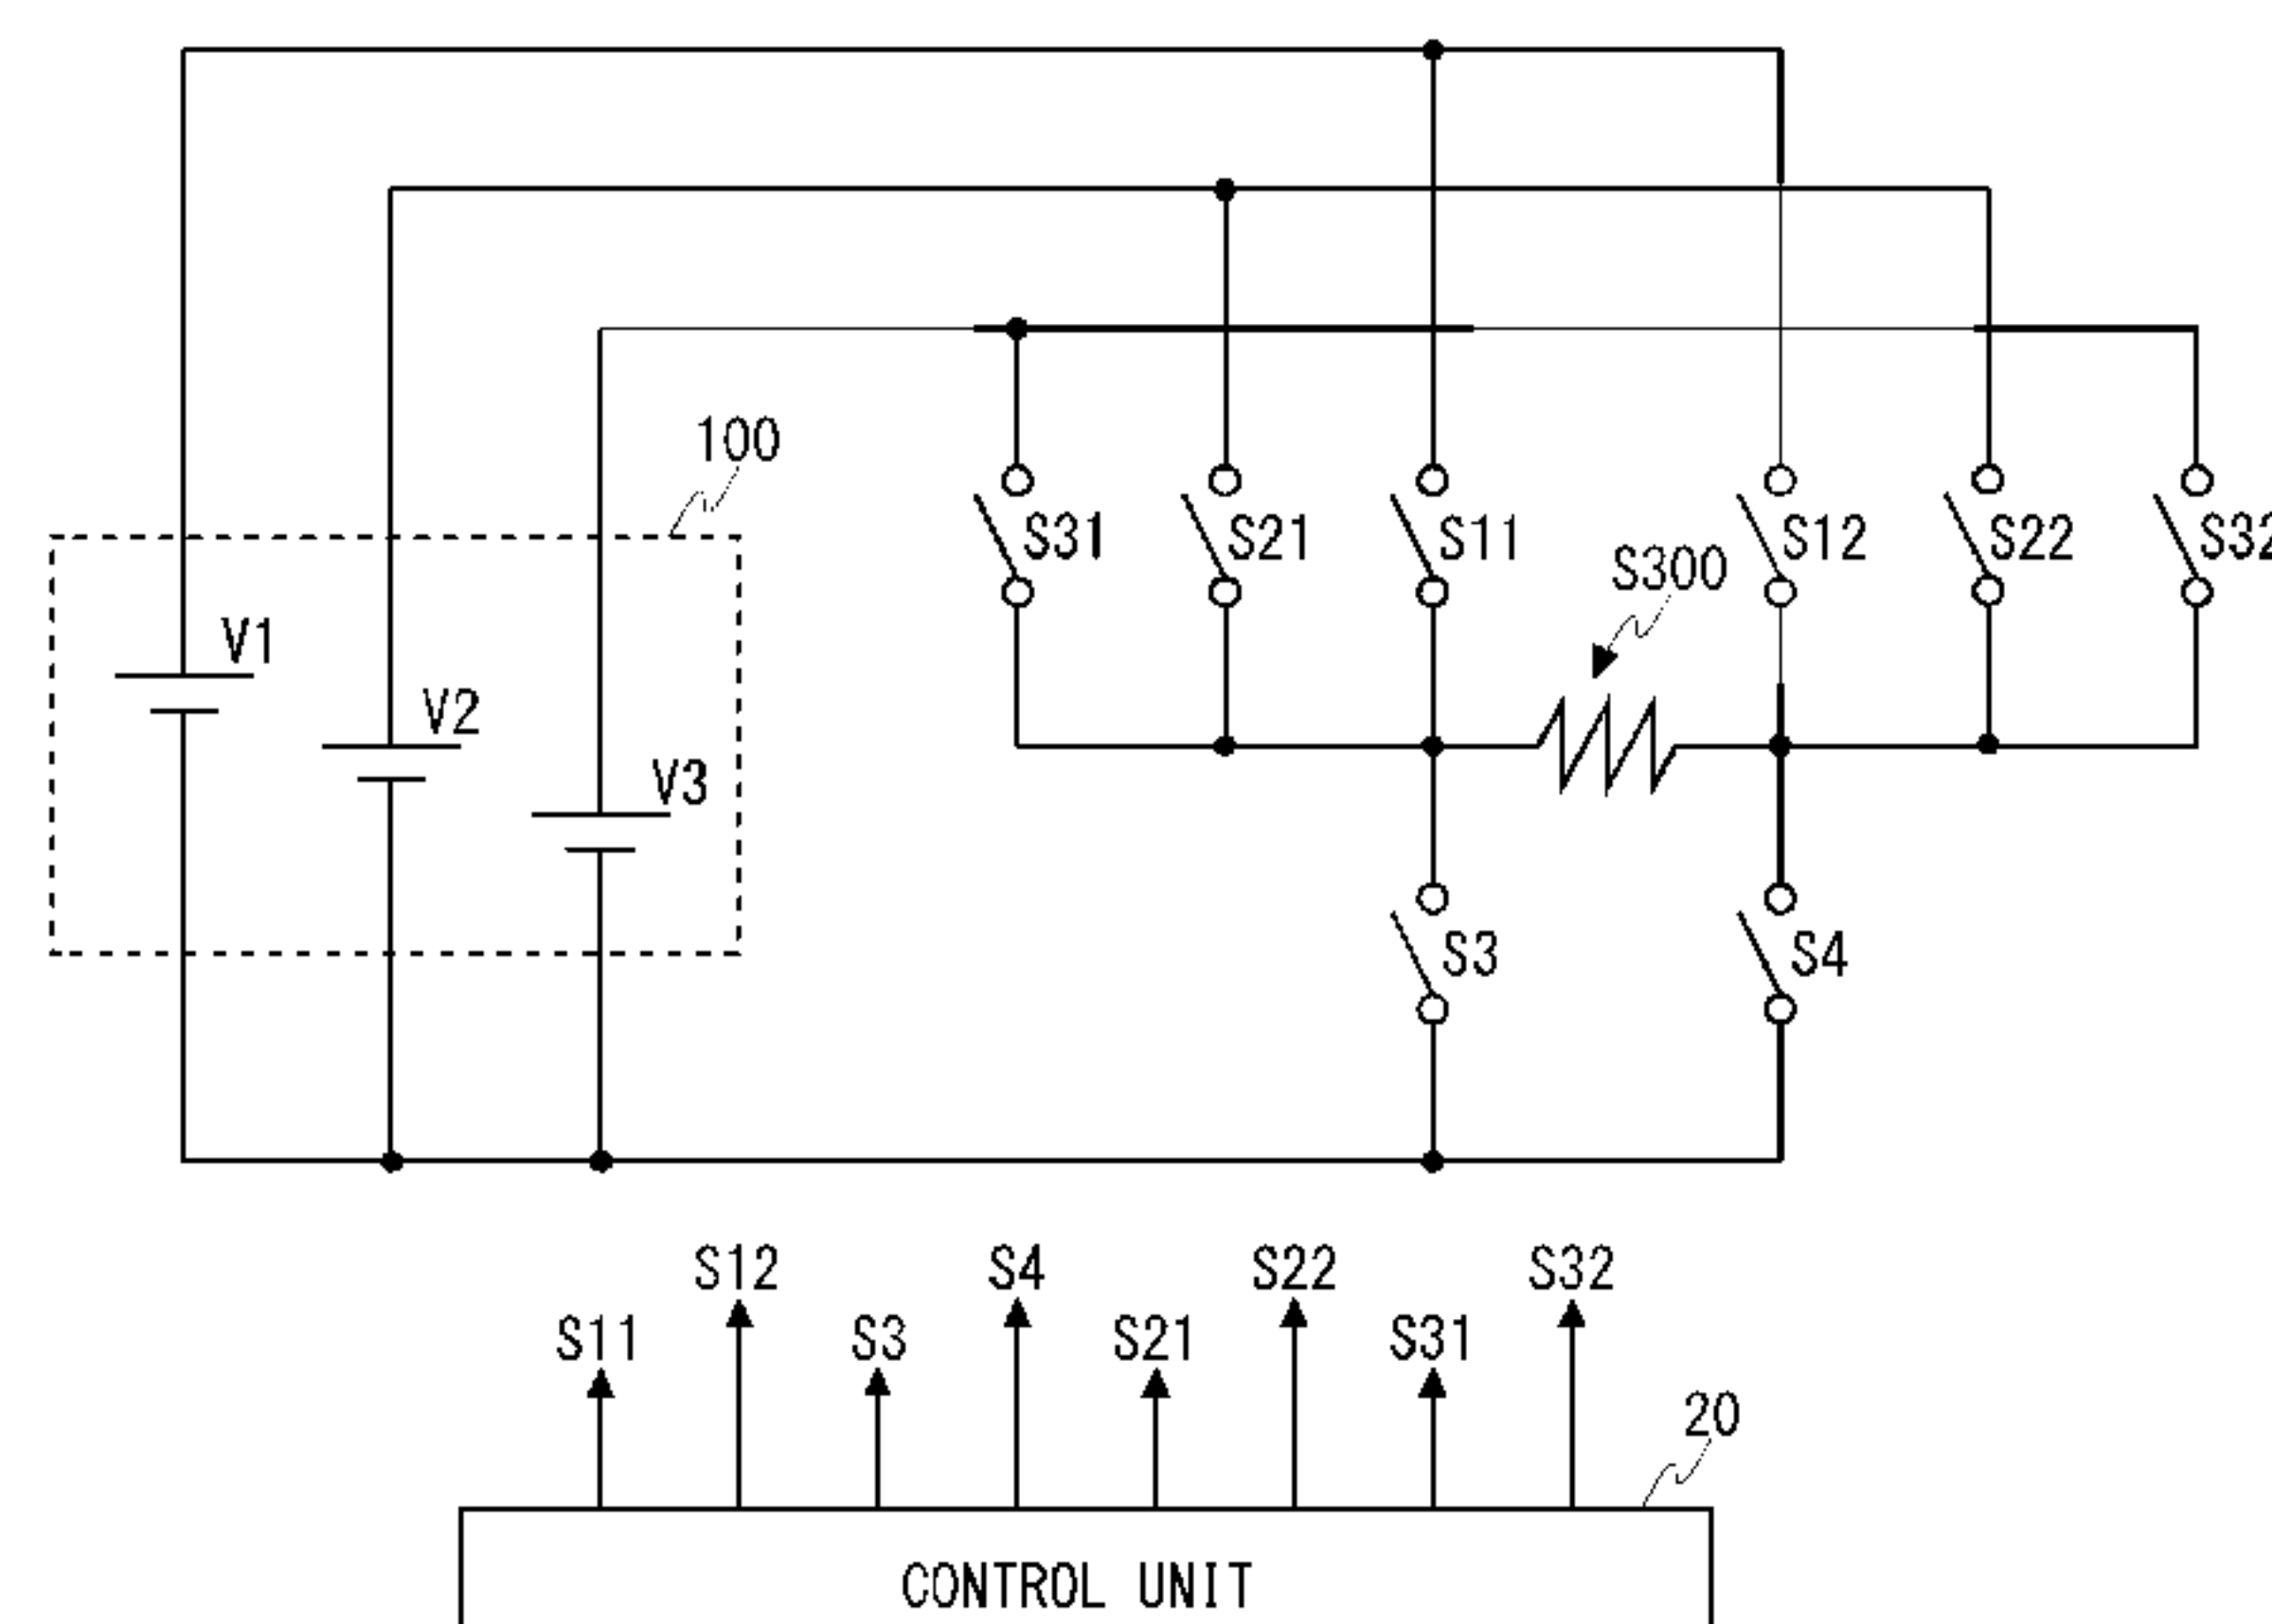 100
S31
S21
S11
S12
S22
S32
S300
V1
V2
V3
S3
S4
S12
S4
S22
S32
S11
S3
S21
S31
20
CONTROL UNIT